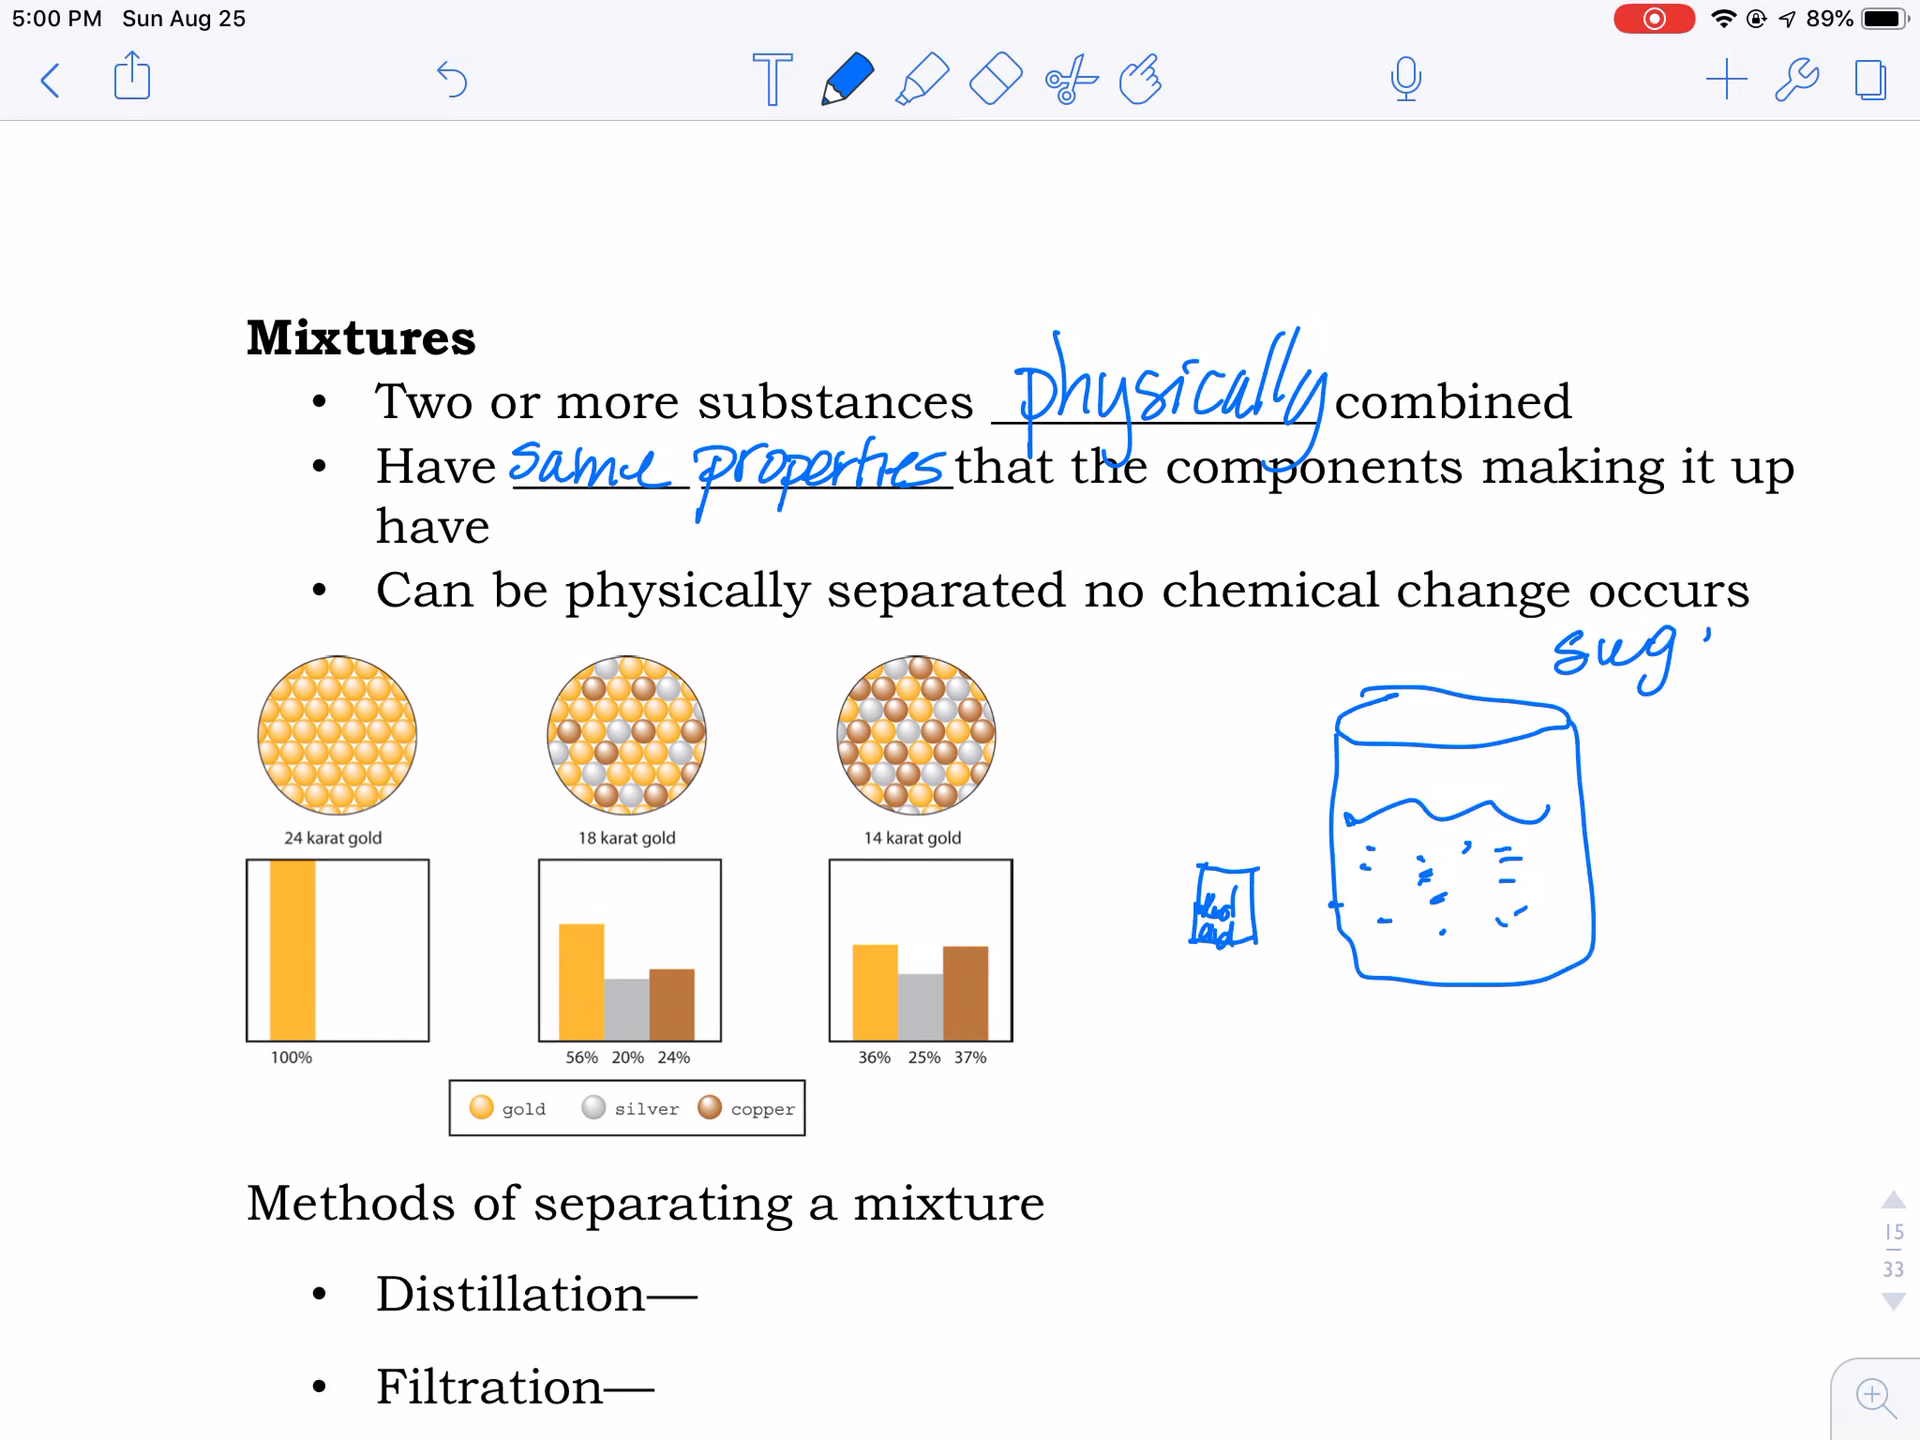 5:00 PM Sun Aug 25
89%
T
Mixtures
• Two or more substances physically combined
• Have same properties that the components making it up
have
• Can be physically separated no chemical change occurs
sug
24 karat gold 18 karat gold 14 karat gold
Kool
Aid
100% 56% 20% 24% 36% 25% 37%
gold silver copper
Methods of separating a mixture
15
33
• Distillation—
• Filtration—